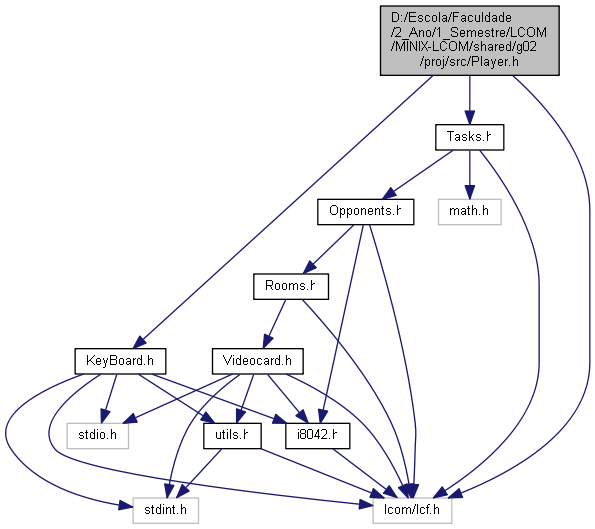 D:/Escola/Faculdade
/2_Ano/1_Semestre/LCOM
/MINIX-LCOM/shared/g02
/proj/src/Player.h
Tasks.h
Opponents.h
math.h
Rooms.h
KeyBoard.h
Videocard.h
stdio.h
utils.h
i8042.h
stdint.h
lcom/lcf.h